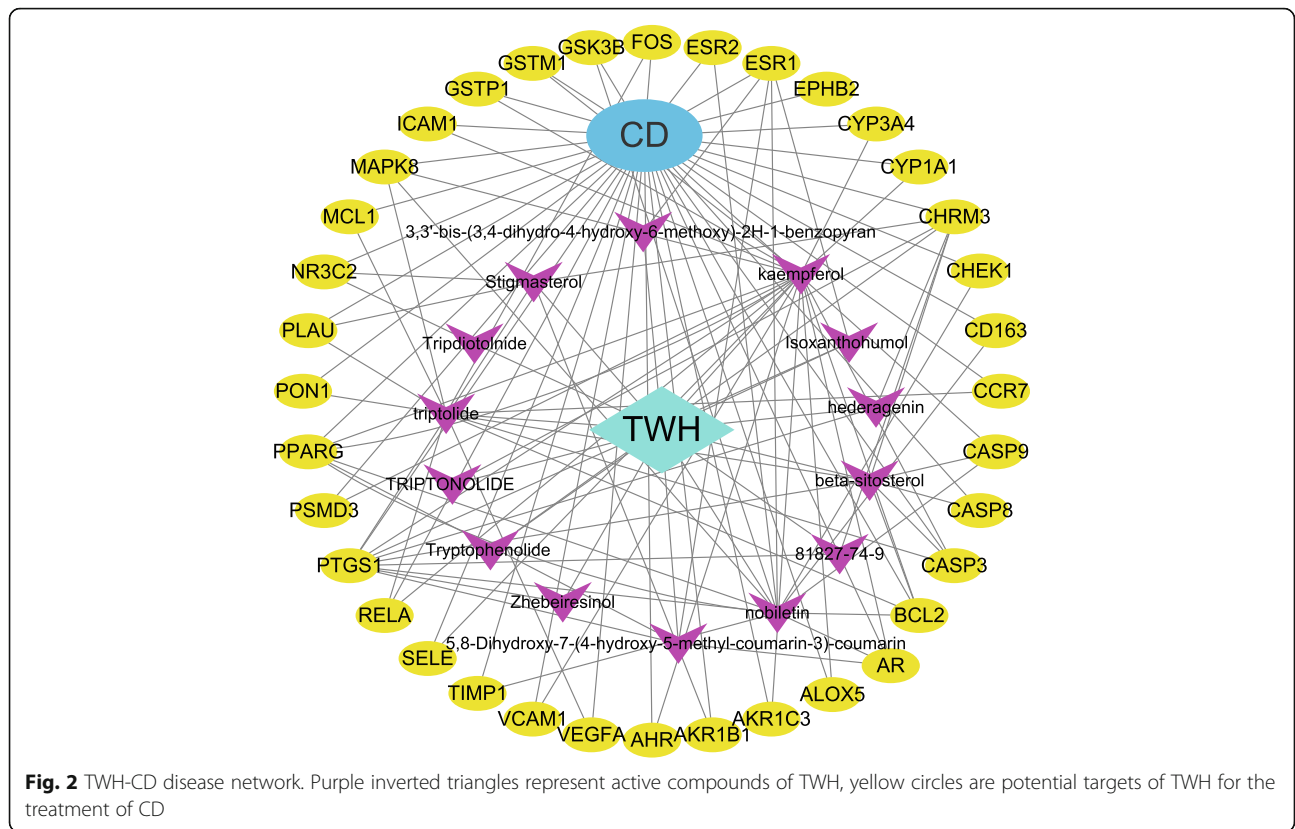 FOS
GSK3B
ESR2
GSTM1
ESR1
GSTP1
EPHB2
ICAM1
CD
CYP3A4
MAPK8
CYP1A1
MCL1
CHRM3
3,3'-bis-(3,4-dihydro-4-hydroxy-6-methoxy)-2H-1-benzopyran
NR3C2
Stigmasterol
kaempferol
CHEK1
PLAU
Tripdiotolnide
Isoxanthohumol
CD163
PON1
triptolide
hederagenin
CCR7
TWH
PPARG
CASP9
TRIPTONOLIDE
beta-sitosterol
PSMD3
CASP8
PTGS1
Tryptophenolide
81827-74-9
CASP3
RELA
Zhebeiresinol
nobiletin
BCL2
SELE
5,8-Dihydroxy-7-(4-hydroxy-5-methyl-coumarin-3)-coumarin
AR
TIMP1
ALOX5
VCAM1
AKR1C3
VEGFA
AHR
AKR1B1
Fig. 2 TWH-CD disease network. Purple inverted triangles represent active compounds of TWH, yellow circles are potential targets of TWH for the
treatment of CD